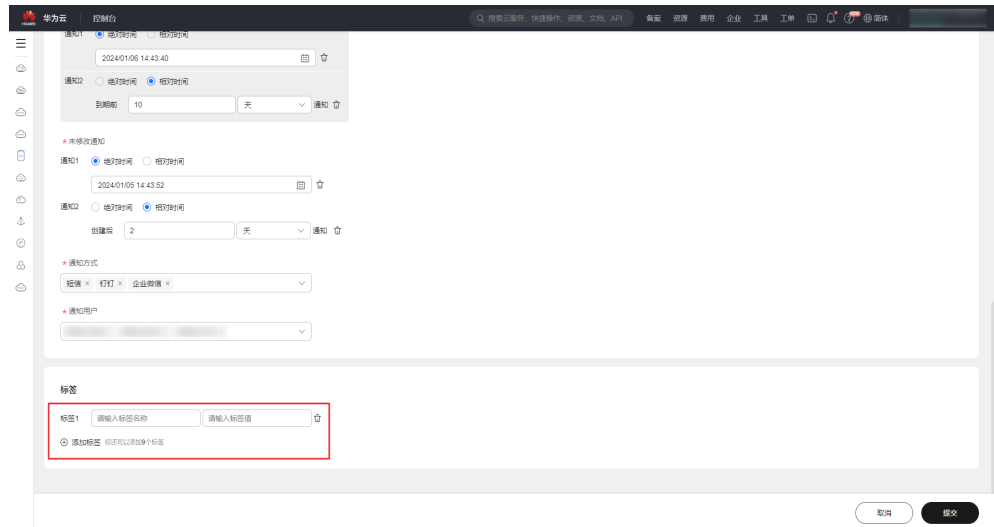 HUAWEI 华为云 | 控制台 搜索云服务、快捷操作、资源、文档、API 备案 资源 费用 企业 工具 工单 简体
通知1 绝对时间 相对时间
2024/01/06 14:43:40
通知2 绝对时间 相对时间
到期前 10 天 通知
* 未修改通知
通知1 绝对时间 相对时间
2024/01/05 14:43:52
通知2 绝对时间 相对时间
创建后 2 天 通知
* 通知方式
短信 × 钉钉 × 企业微信 ×
* 通知用户
标签
标签1 请输入标签名称 请输入标签值
添加标签 你还可以添加9个标签
取消 提交